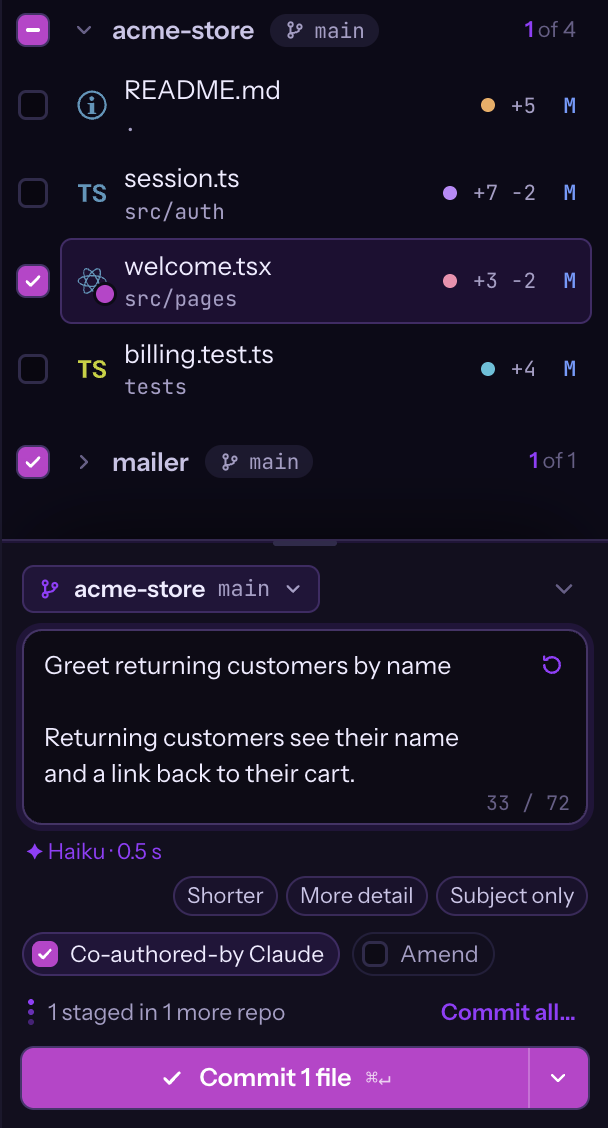 acme-store main 1 of 4
README.md
.
+5 M
TS session.ts
src/auth
+7 -2 M
welcome.tsx
src/pages
+3 -2 M
TS billing.test.ts
tests
+4 M
mailer main 1 of 1
acme-store main
Greet returning customers by name
Returning customers see their name
and a link back to their cart.
33 / 72
Haiku · 0.5 s
Shorter More detail Subject only
Co-authored-by Claude Amend
1 staged in 1 more repo Commit all...
Commit 1 file ⌘↵